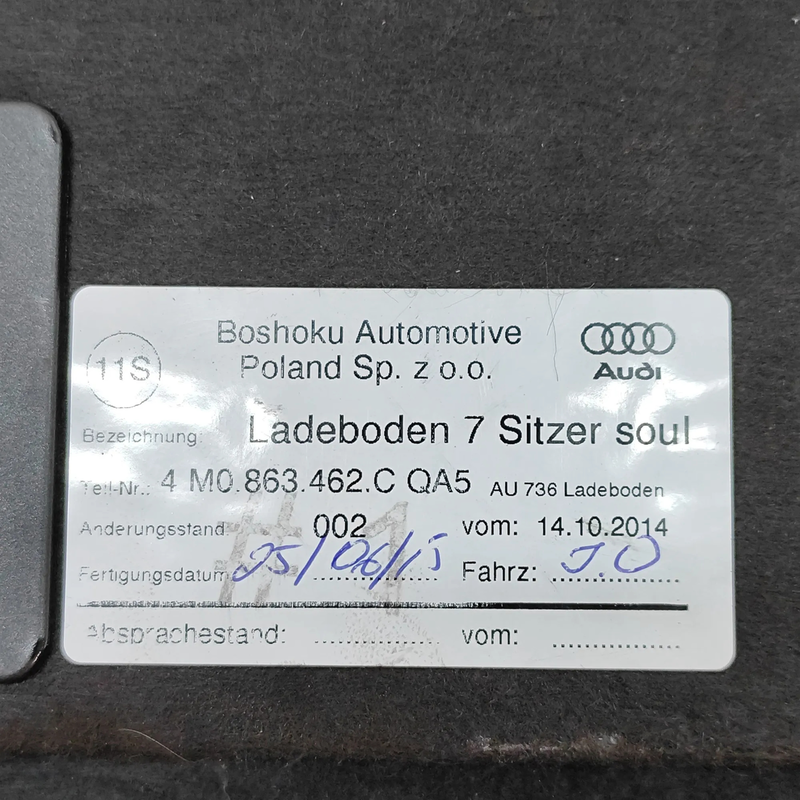 Boshoku Automotive
Poland Sp. z o.o.
11S
Audi
Bezeichnung: Ladeboden 7 Sitzer soul
Teil-Nr.: 4 M0.863.462.C QA5 AU 736 Ladeboden
Änderungsstand: 002 vom: 14.10.2014
Fertigungsdatum 25/06/15 Fahrz: J.O
Absprachestand: .................... vom: ....................
#1